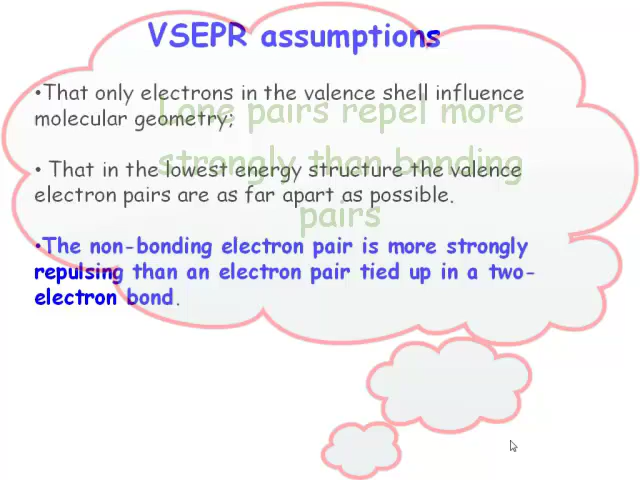 VSEPR assumptions
•That only electrons in the valence shell influence
molecular geometry;
• That in the lowest energy structure the valence
electron pairs are as far apart as possible.
•The non-bonding electron pair is more strongly
repulsing than an electron pair tied up in a two-
electron bond.
Lone pairs repel more
strongly than bonding
pairs